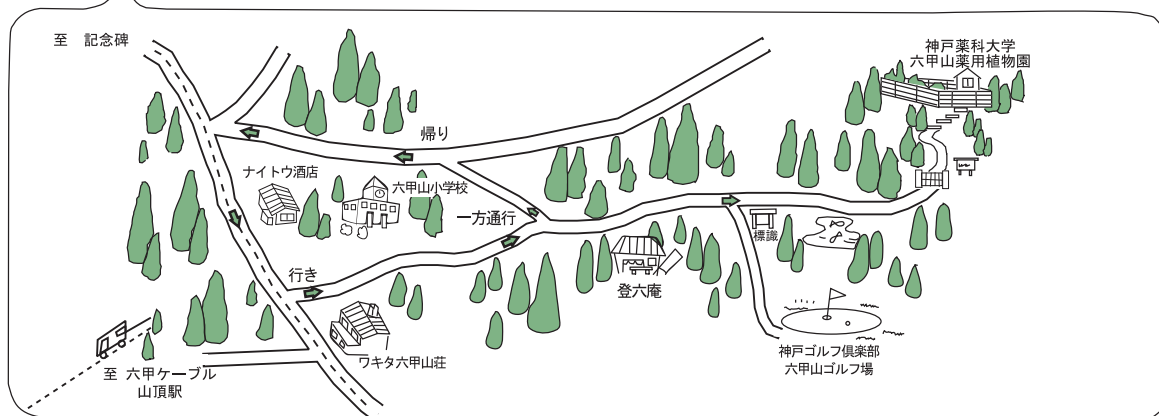 至 記念碑
神戸薬科大学
六甲山薬用植物園
帰り
ナイトウ酒店
六甲山小学校
一方通行
標識
行き
登六庵
ワキタ六甲山荘
神戸ゴルフ倶楽部
六甲山ゴルフ場
至 六甲ケーブル
山頂駅